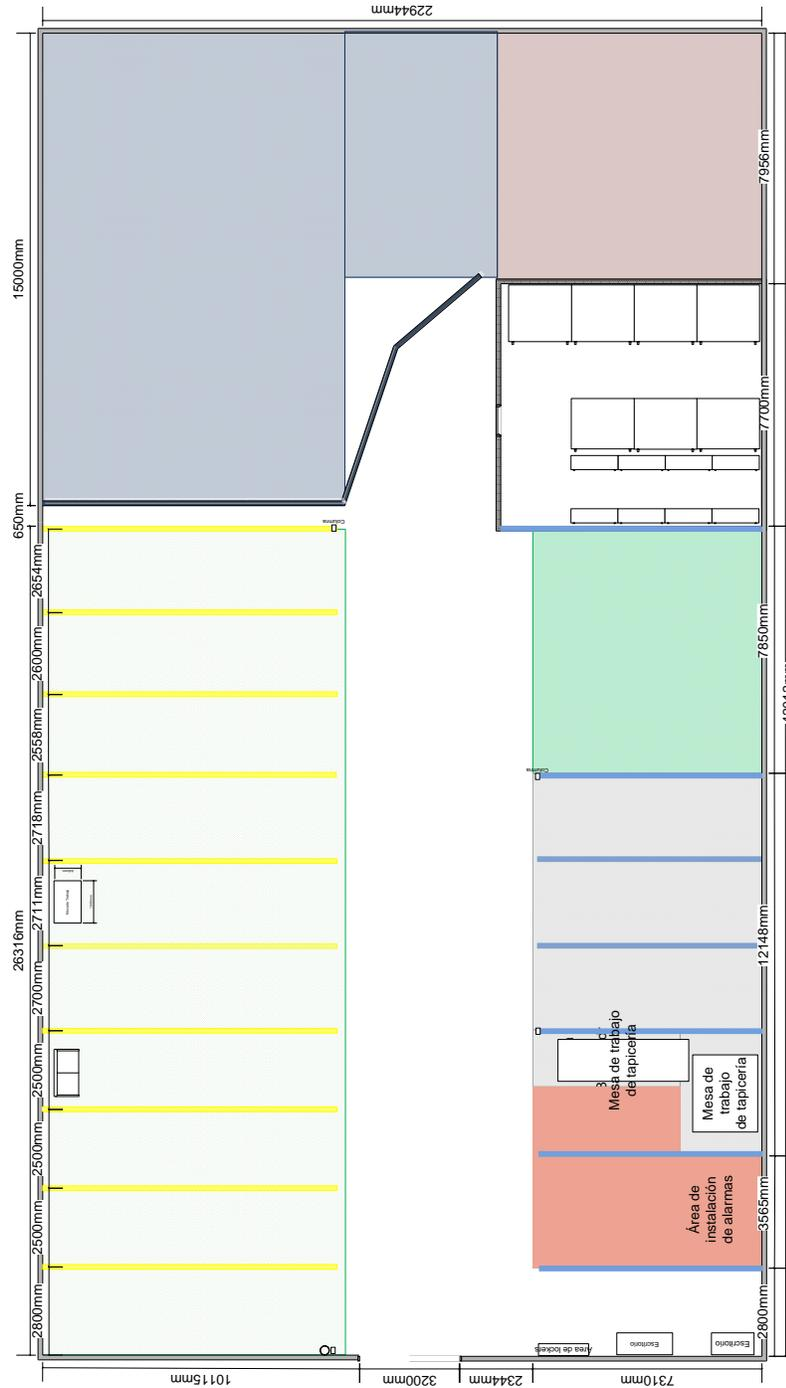 22944mm
15000mm
7956mm
7700mm
650mm
Columna
2654mm
2600mm
2558mm
2718mm
2711mm
2700mm
2500mm
2500mm
2500mm
2800mm
26316mm
7850mm
Columna
12148mm
Mesa de trabajo
de tapicería
Mesa de
trabajo
de tapicería
Área de
instalación
de alarmas
3565mm
2800mm
Área de lockers
Escritorio
Escritorio
10115mm
3200mm
2344mm
7310mm